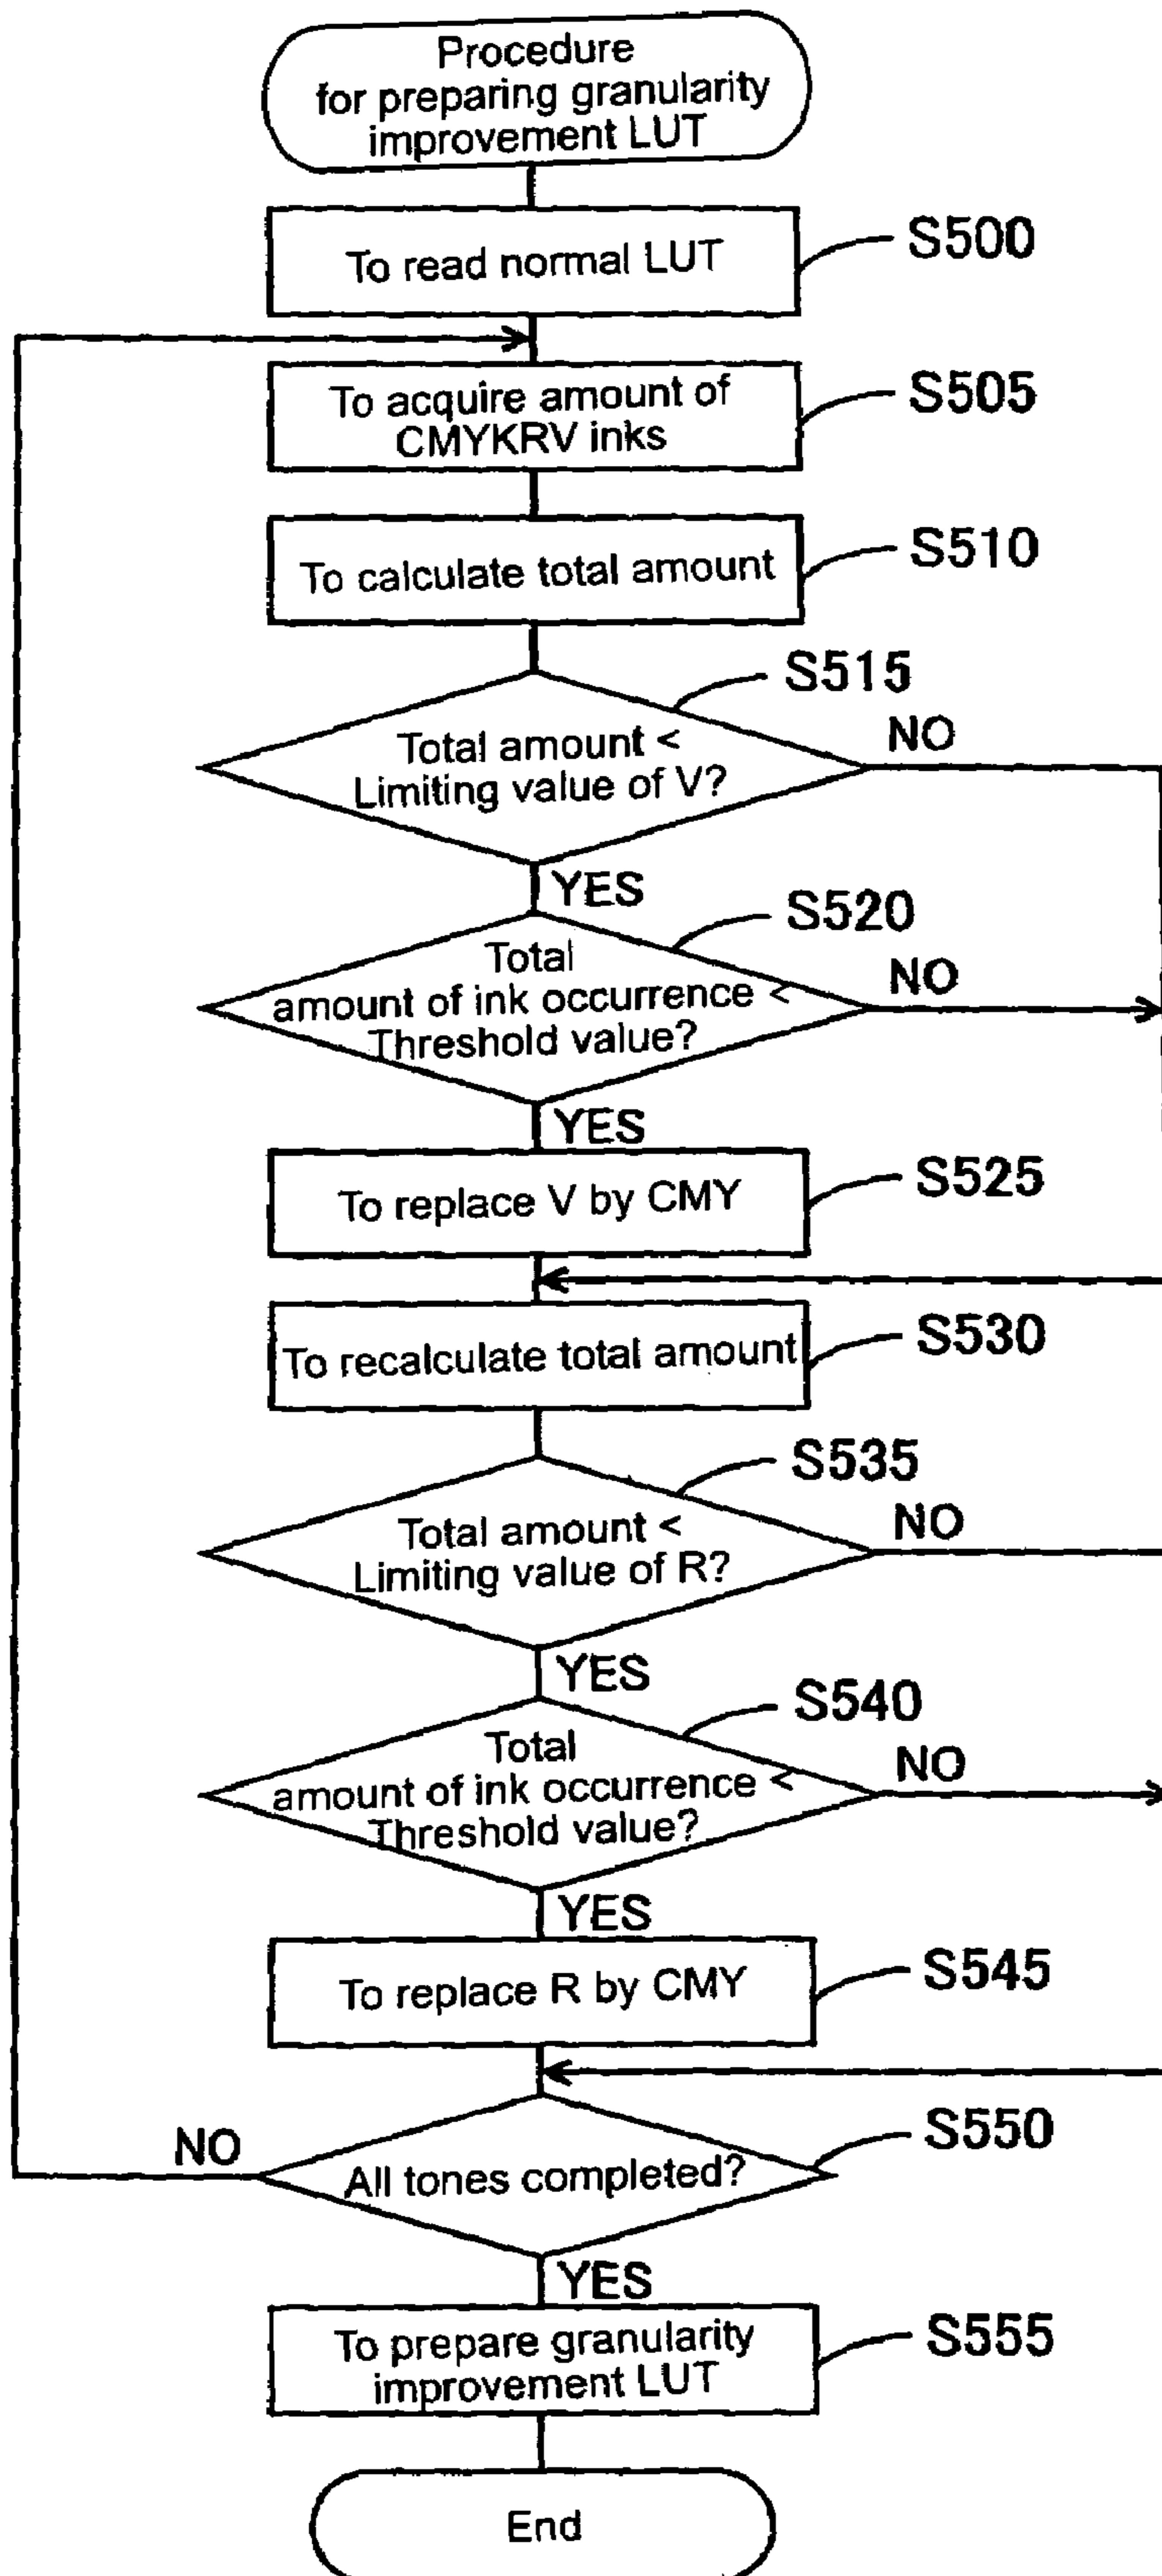 Procedure
for preparing granularity
improvement LUT
To read normal LUT
S500
To acquire amount of
CMYKRV inks
S505
To calculate total amount
S510
S515
Total amount <
Limiting value of V?
NO
YES
S520
Total
amount of ink occurrence <
Threshold value?
NO
YES
To replace V by CMY
S525
To recalculate total amount
S530
S535
Total amount <
Limiting value of R?
NO
YES
S540
Total
amount of ink occurrence <
Threshold value?
NO
YES
To replace R by CMY
S545
S550
All tones completed?
NO
YES
To prepare granularity
improvement LUT
S555
End